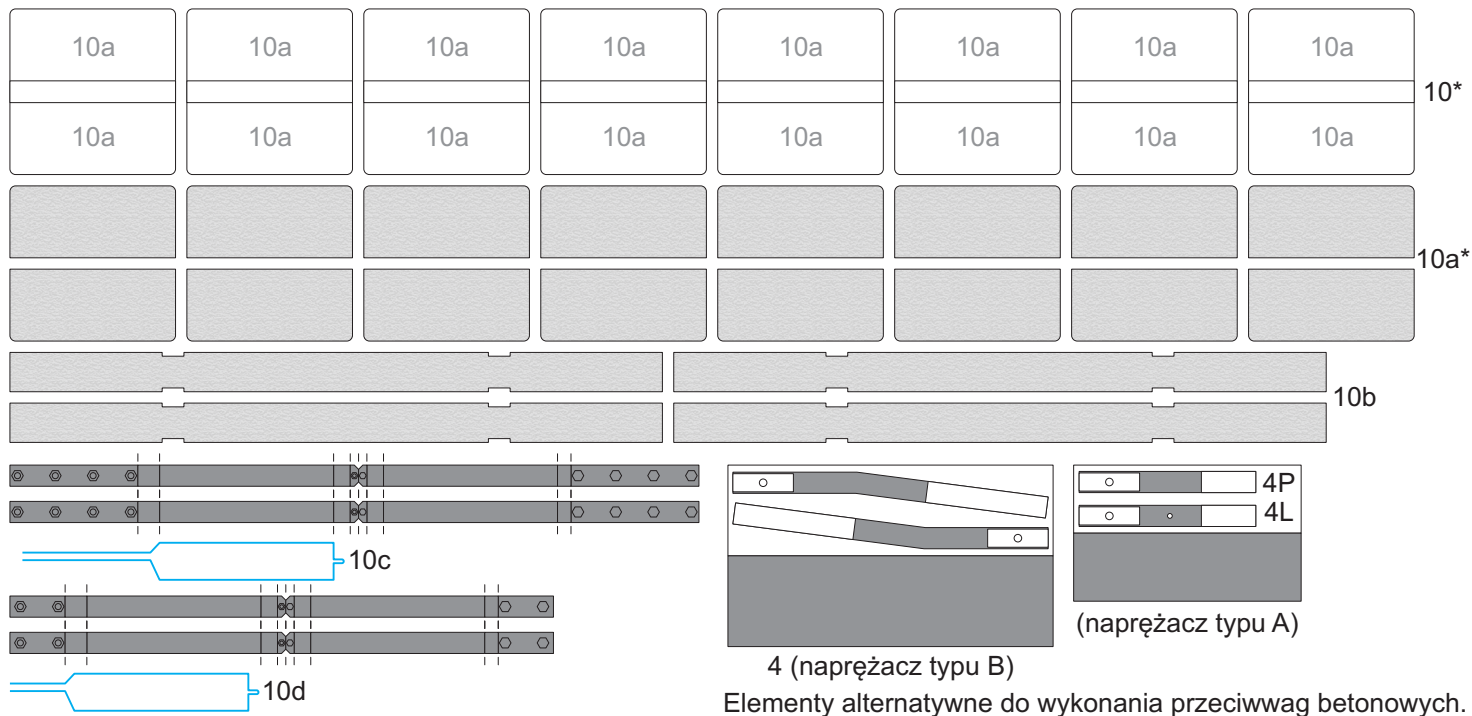 10a 10a 10a 10a 10a 10a 10a 10a
10*
10a 10a 10a 10a 10a 10a 10a 10a
10a*
10b
10c
10d
4P
4L
(naprężacz typu A)
4 (naprężacz typu B)
Elementy alternatywne do wykonania przeciwwag betonowych.